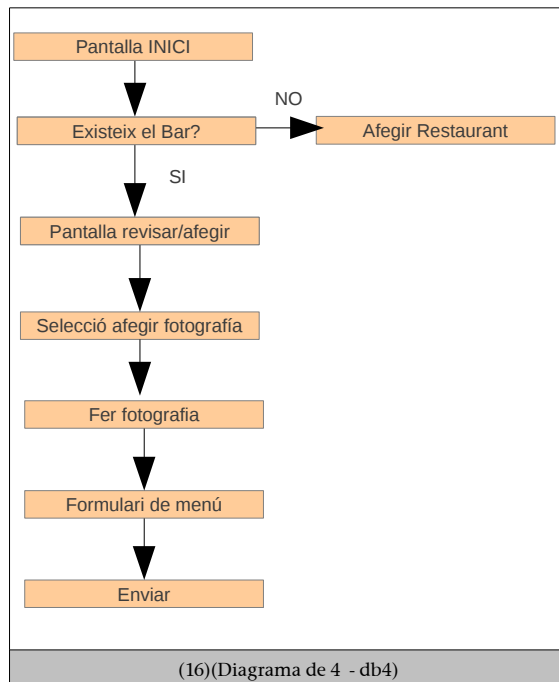 Pantalla INICI
NO
Existeix el Bar?
Afegir Restaurant
SI
Pantalla revisar/afegir
Selecció afegir fotografía
Fer fotografia
Formulari de menú
Enviar
(16)(Diagrama de 4 - db4)